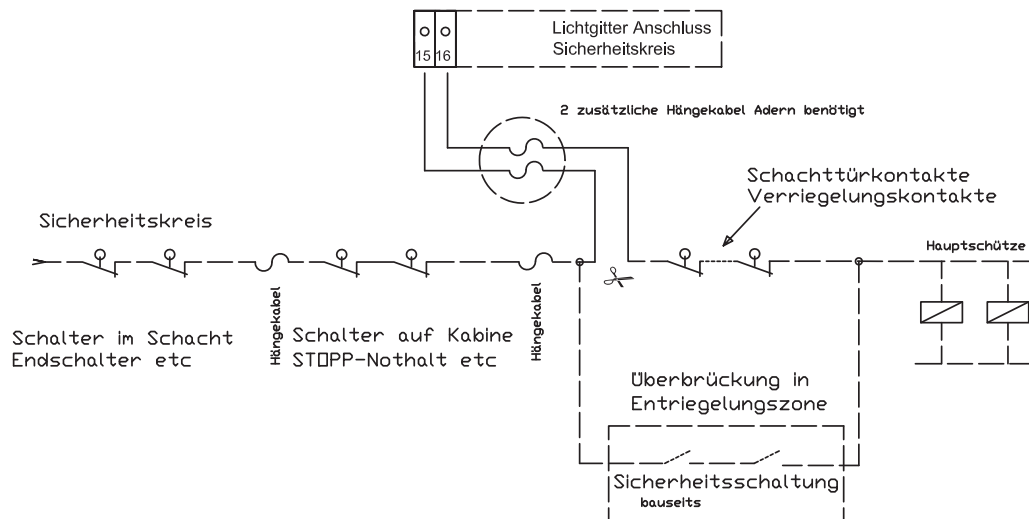 Lichtgitter Anschluss
Sicherheitskreis
15 16
2 zusätzliche Hängekabel Adern benötigt
Schachttürkontakte
Verriegelungskontakte
Sicherheitskreis
Hauptschütze
Hängekabel
Hängekabel
Schalter im Schacht
Endschalter etc
Schalter auf Kabine
STOPP-Nothalt etc
Überbrückung in
Entriegelungszone
Sicherheitsschaltung
bauseits